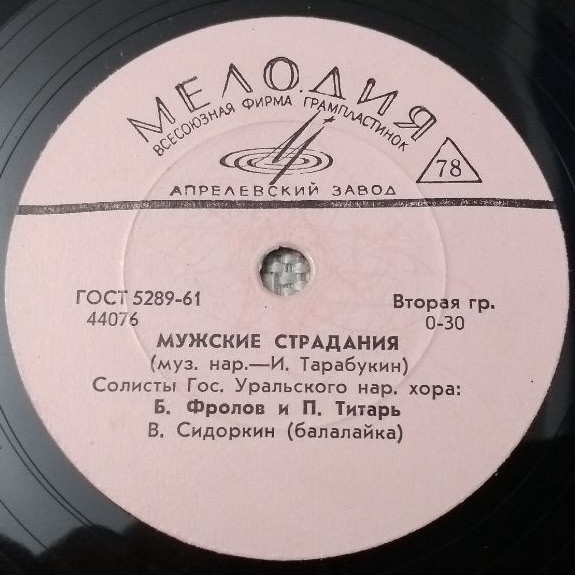 МЕЛОДИЯ
ВСЕСОЮЗНАЯ ФИРМА ГРАМПЛАСТИНОК
78
АПРЕЛЕВСКИЙ ЗАВОД
ГОСТ 5289-61
44076
Вторая гр.
0-30
МУЖСКИЕ СТРАДАНИЯ
(муз. нар.—И. Тарабукин)
Солисты Гос. Уральского нар. хора:
Б. Фролов и П. Титарь
В. Сидоркин (балалайка)